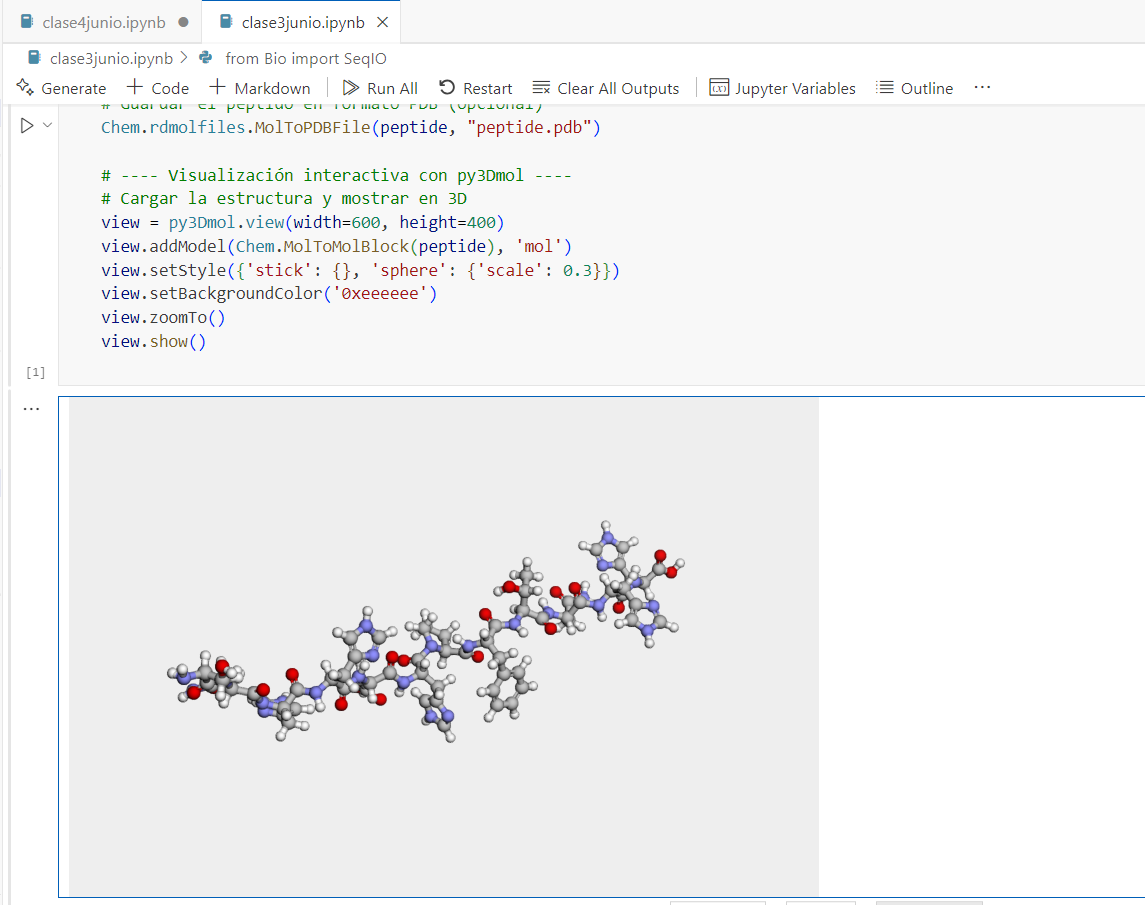 clase4junio.ipynb
clase3junio.ipynb
clase3junio.ipynb > from Bio import SeqIO
Generate + Code + Markdown Run All Restart Clear All Outputs Jupyter Variables Outline ...
# Guardar el péptido en formato PDB (opcional)
Chem.rdmolfiles.MolToPDBFile(peptide, "peptide.pdb")
# ---- Visualización interactiva con py3Dmol ----
# Cargar la estructura y mostrar en 3D
view = py3Dmol.view(width=600, height=400)
view.addModel(Chem.MolToMolBlock(peptide), 'mol')
view.setStyle({'stick': {}, 'sphere': {'scale': 0.3}})
view.setBackgroundColor('0xeeeeee')
view.zoomTo()
view.show()
[1]
...